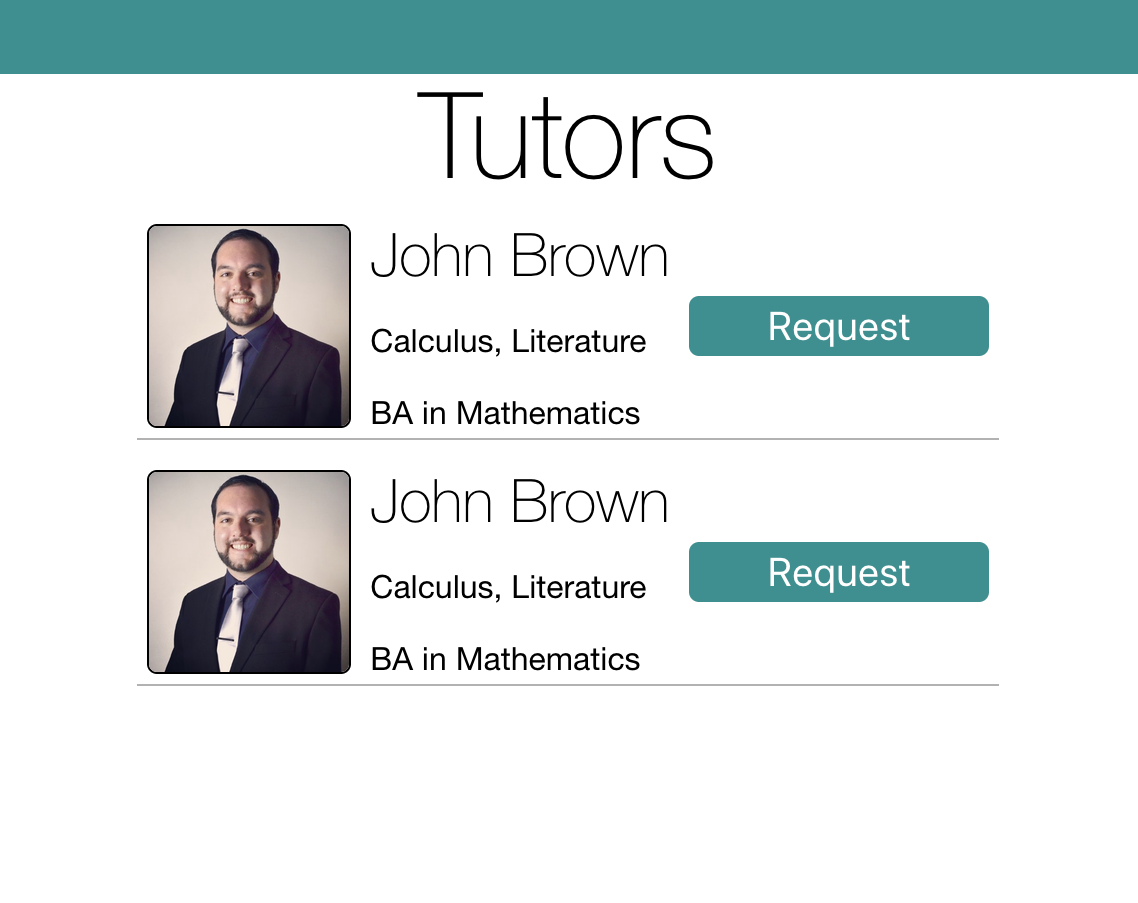 Tutors
John Brown
Calculus, Literature
Request
BA in Mathematics
John Brown
Calculus, Literature
Request
BA in Mathematics